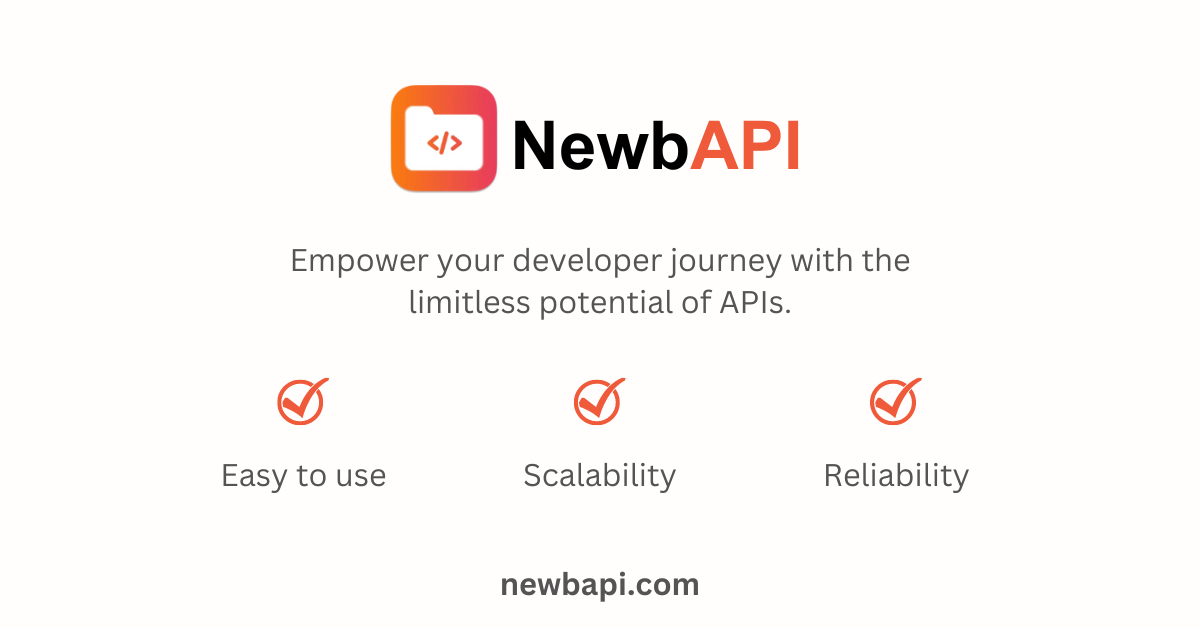 </>
NewbAPI
Empower your developer journey with the
limitless potential of APIs.
Easy to use
Scalability
Reliability
newbapi.com